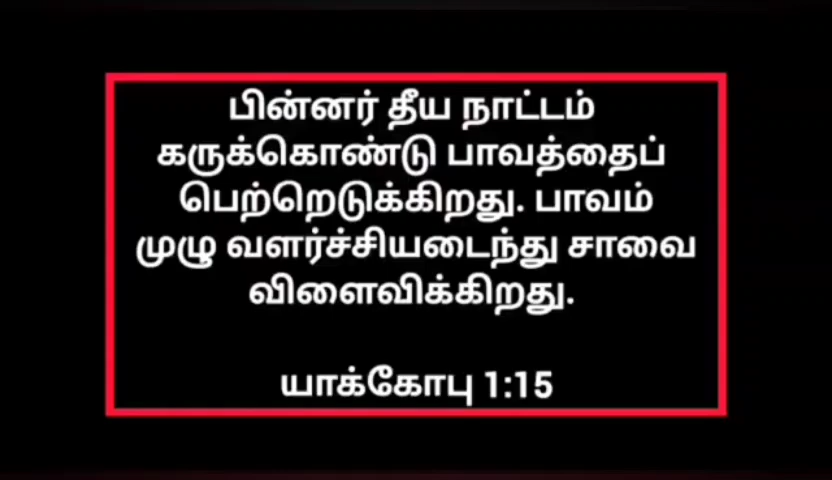 பின்னர் தீய நாட்டம்
கருக்கொண்டு பாவத்தைப்
பெற்றெடுக்கிறது. பாவம்
முழு வளர்ச்சியடைந்து சாவை
விளைவிக்கிறது.
யாக்கோபு 1:15